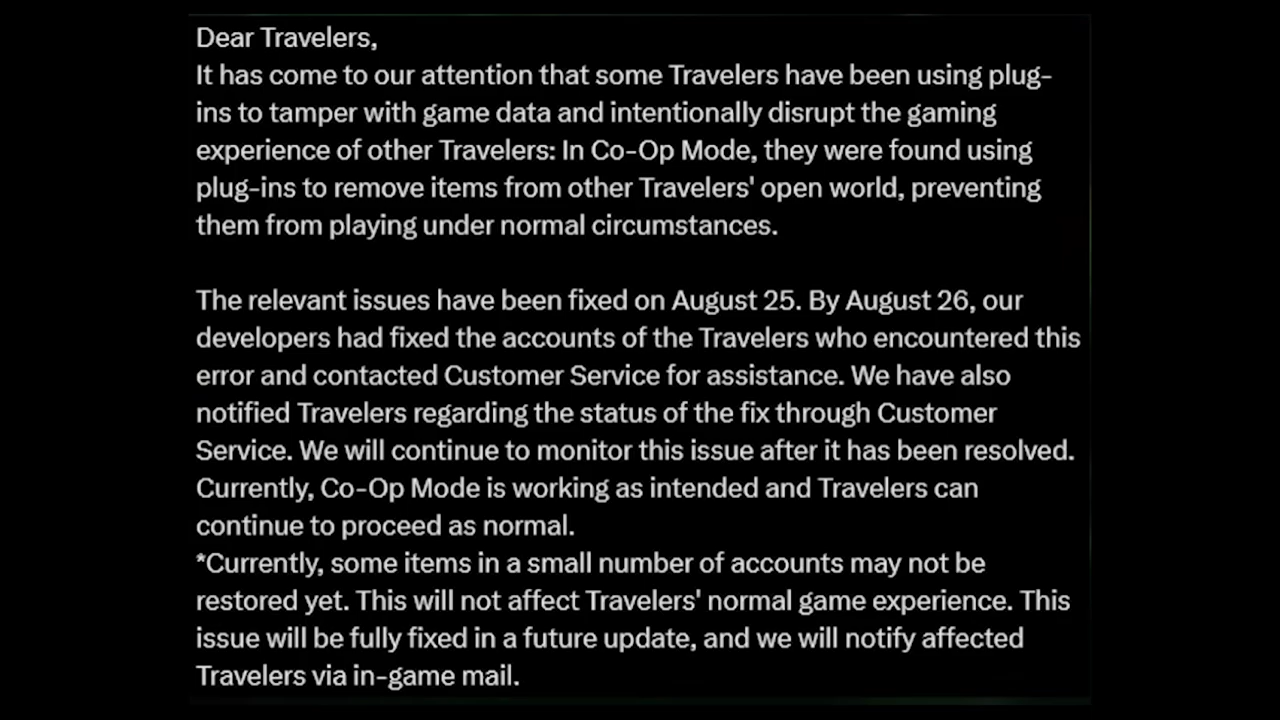 Dear Travelers,
It has come to our attention that some Travelers have been using plug-
ins to tamper with game data and intentionally disrupt the gaming
experience of other Travelers: In Co-Op Mode, they were found using
plug-ins to remove items from other Travelers' open world, preventing
them from playing under normal circumstances.
The relevant issues have been fixed on August 25. By August 26, our
developers had fixed the accounts of the Travelers who encountered this
error and contacted Customer Service for assistance. We have also
notified Travelers regarding the status of the fix through Customer
Service. We will continue to monitor this issue after it has been resolved.
Currently, Co-Op Mode is working as intended and Travelers can
continue to proceed as normal.
*Currently, some items in a small number of accounts may not be
restored yet. This will not affect Travelers' normal game experience. This
issue will be fully fixed in a future update, and we will notify affected
Travelers via in-game mail.